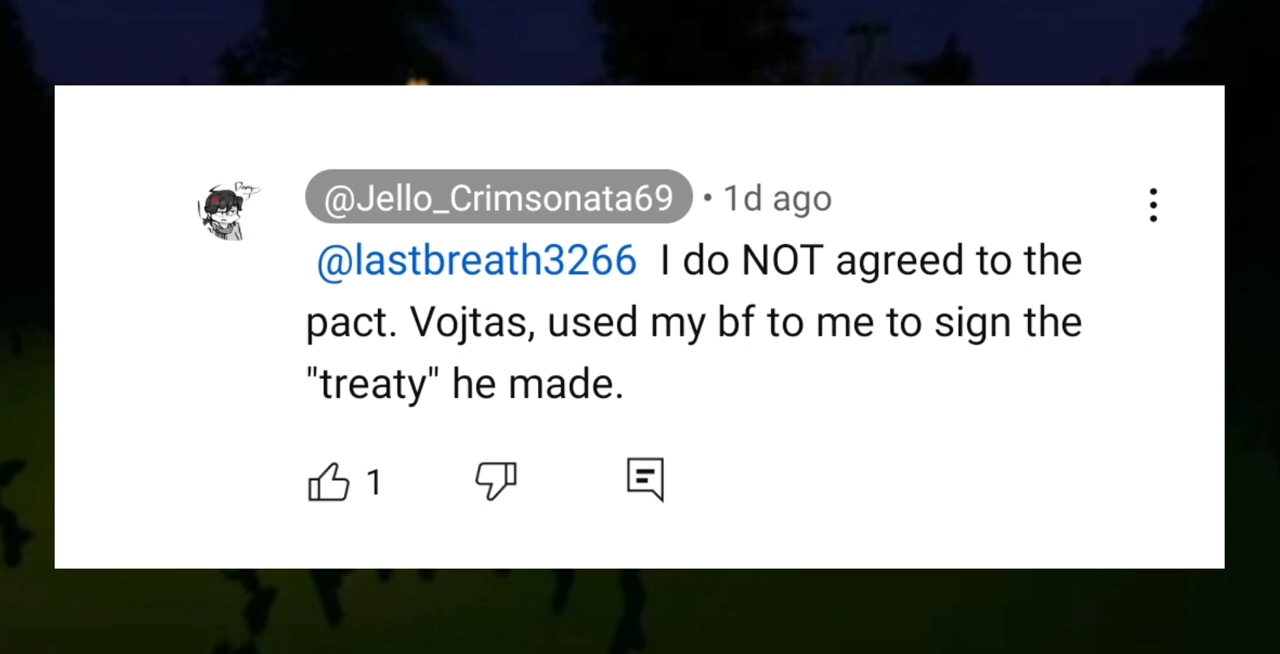 @Jello_Crimsonata69 • 1d ago
@lastbreath3266 I do NOT agreed to the
pact. Vojtas, used my bf to me to sign the
"treaty" he made.
1